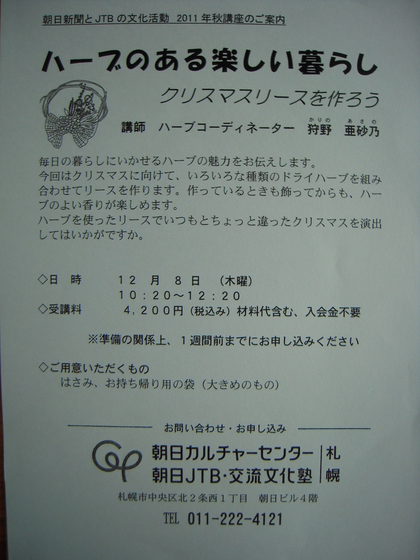 朝日新聞とJTBの文化活動 2011年秋講座のご案内
ハーブのある楽しい暮らし
クリスマスリースを作ろう
かりの あさの
講師 ハーブコーディネーター 狩野 亜砂乃
毎日の暮らしにいかせるハーブの魅力をお伝えします。
今回はクリスマスに向けて、いろいろな種類のドライハーブを組み
合わせてリースを作ります。作っているときも飾ってからも、ハー
ブのよい香りが楽しめます。
ハーブを使ったリースでいつもとちょっと違ったクリスマスを演出
してはいかがですか。
◇日 時 12月8日(木曜)
10:20~12:20
◇受講料 4,200円(税込み)材料代含む、入会金不要
※準備の関係上、1週間前までにお申し込みください
◇ご用意いただくもの
はさみ、お持ち帰り用の袋(大きめのもの)
お問い合わせ・お申し込み
朝日カルチャーセンター 札
朝日JTB・交流文化塾 幌
札幌市中央区北2条西1丁目 朝日ビル4階
TEL 011-222-4121